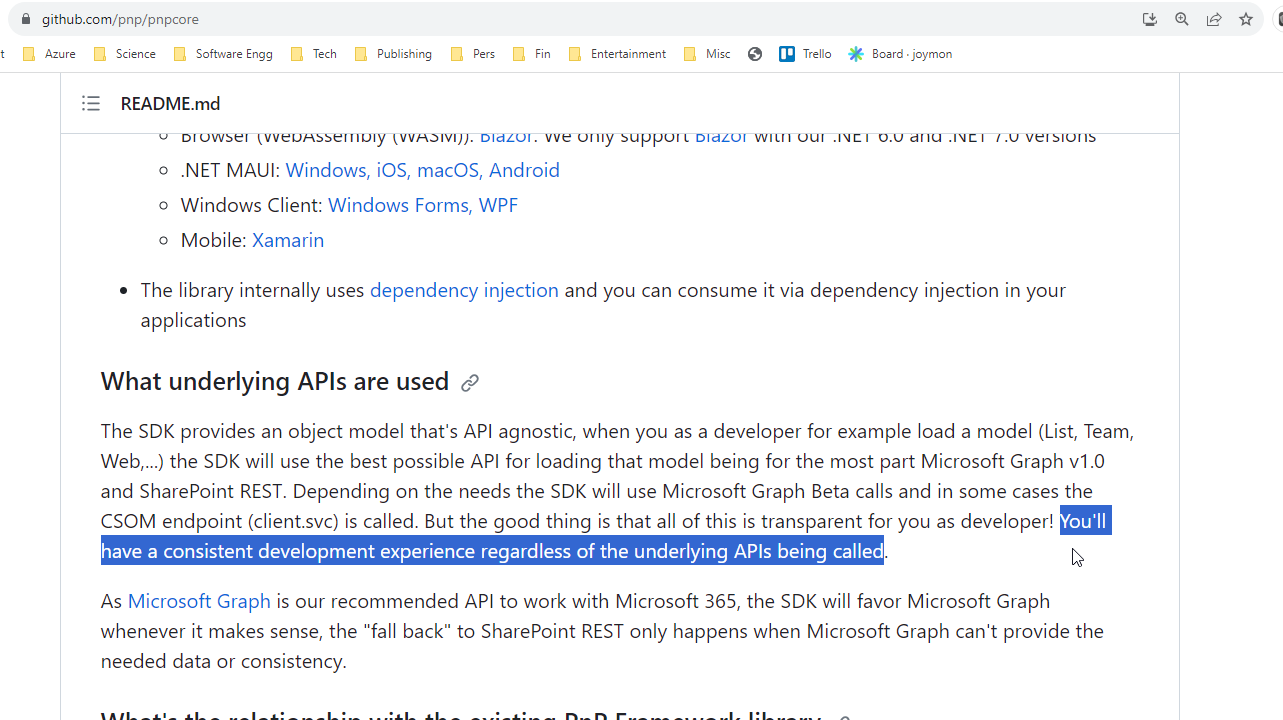 github.com/pnp/pnpcore
t Azure Science Software Engg Tech Publishing Pers Fin Entertainment Misc Trello Board · joymon
README.md
Browser (WebAssembly (WASM)): Blazor. We only support Blazor with our .NET 6.0 and .NET 7.0 versions
.NET MAUI: Windows, iOS, macOS, Android
Windows Client: Windows Forms, WPF
Mobile: Xamarin
The library internally uses dependency injection and you can consume it via dependency injection in your
applications
What underlying APIs are used
The SDK provides an object model that's API agnostic, when you as a developer for example load a model (List, Team,
Web,...) the SDK will use the best possible API for loading that model being for the most part Microsoft Graph v1.0
and SharePoint REST. Depending on the needs the SDK will use Microsoft Graph Beta calls and in some cases the
CSOM endpoint (client.svc) is called. But the good thing is that all of this is transparent for you as developer! You'll
have a consistent development experience regardless of the underlying APIs being called.
As Microsoft Graph is our recommended API to work with Microsoft 365, the SDK will favor Microsoft Graph
whenever it makes sense, the "fall back" to SharePoint REST only happens when Microsoft Graph can't provide the
needed data or consistency.
What's the relationship with the existing PnP Framework library